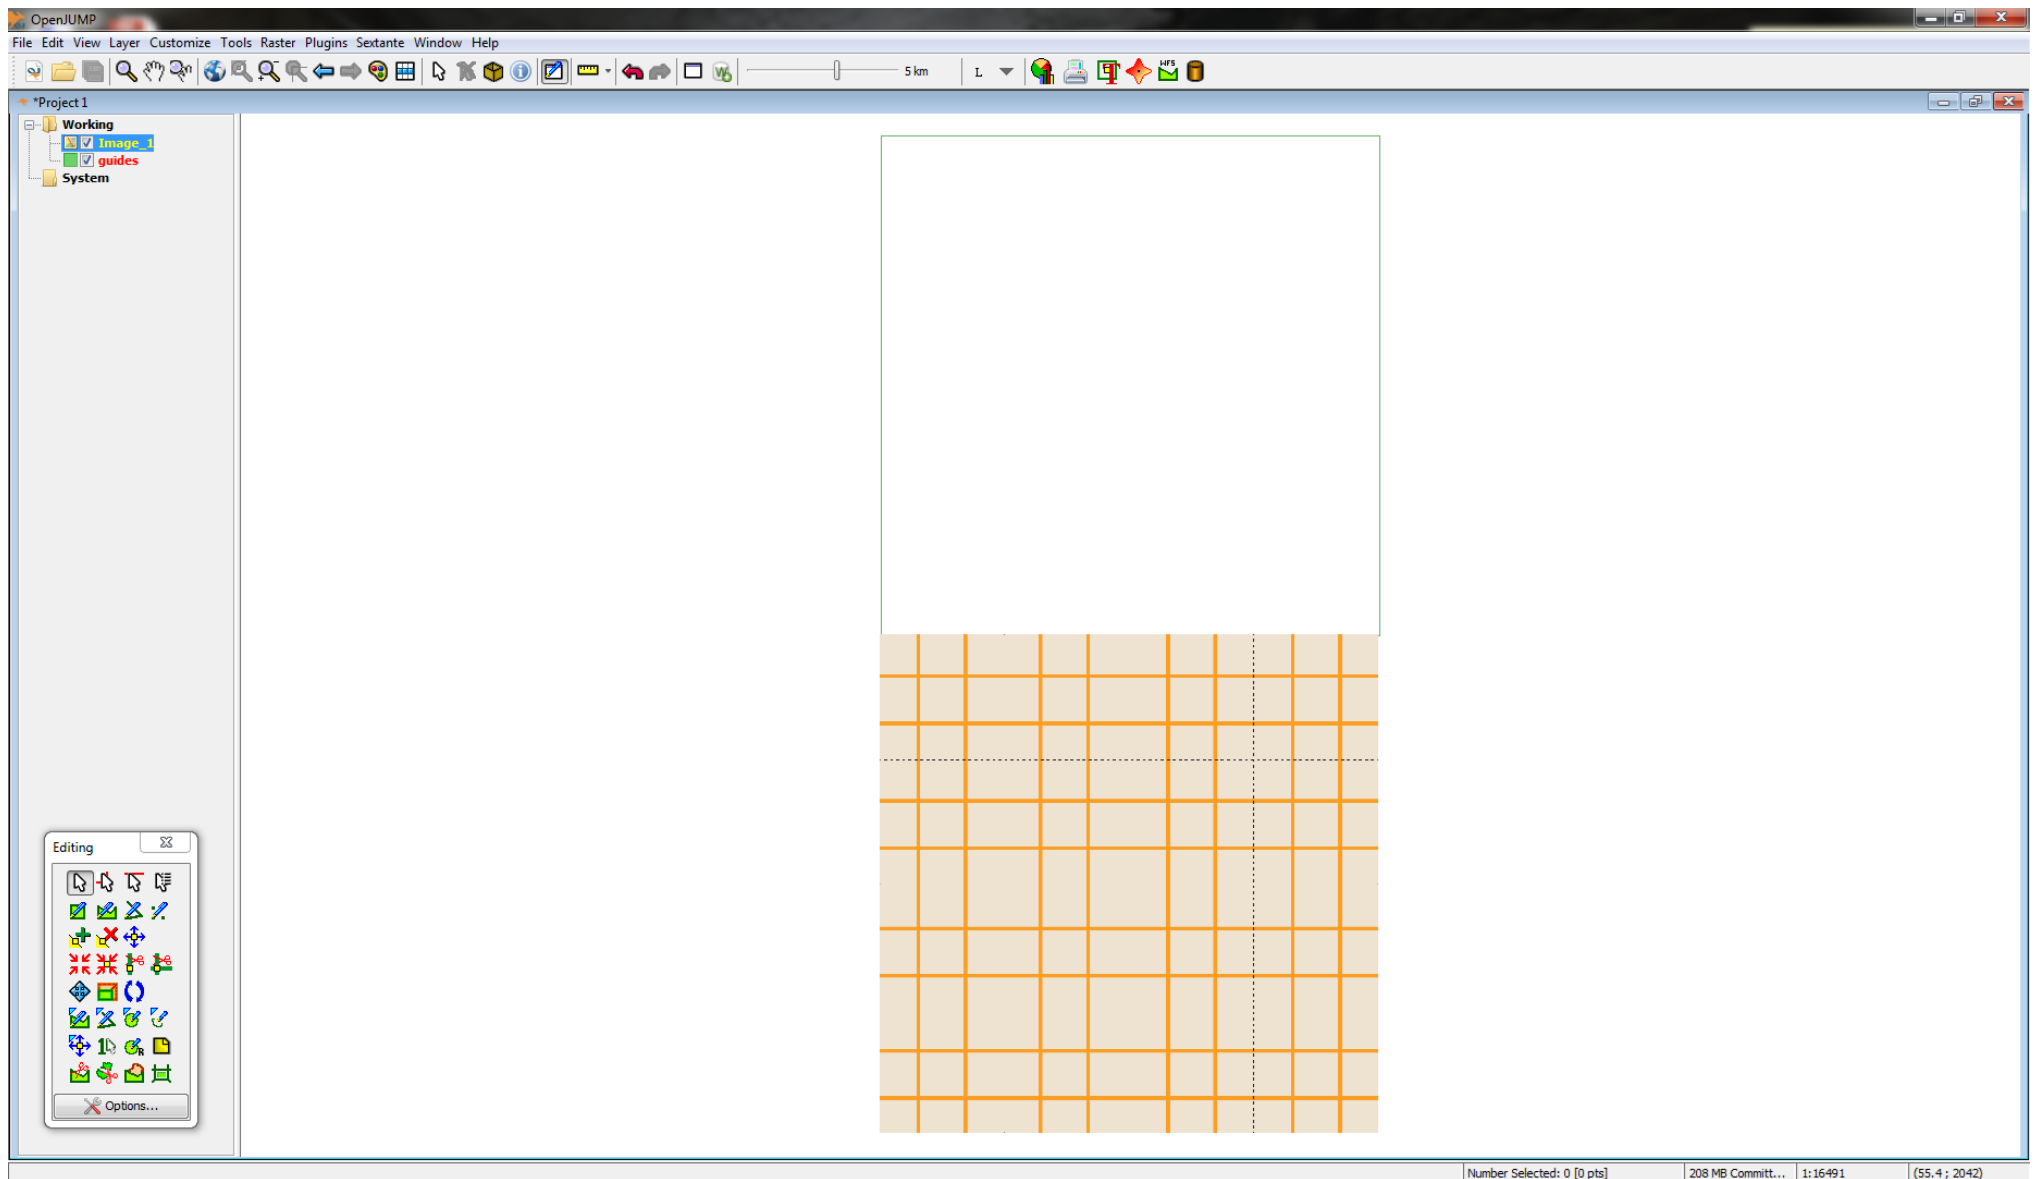 OpenJUMP
File Edit View Layer Customize Tools Raster Plugins Sextante Window Help
5 km L WFS
*Project 1
Working
Image_1
guides
System
Editing
Options...
Number Selected: 0 [0 pts] 208 MB Committ... 1:16491 (55.4 ; 2042)